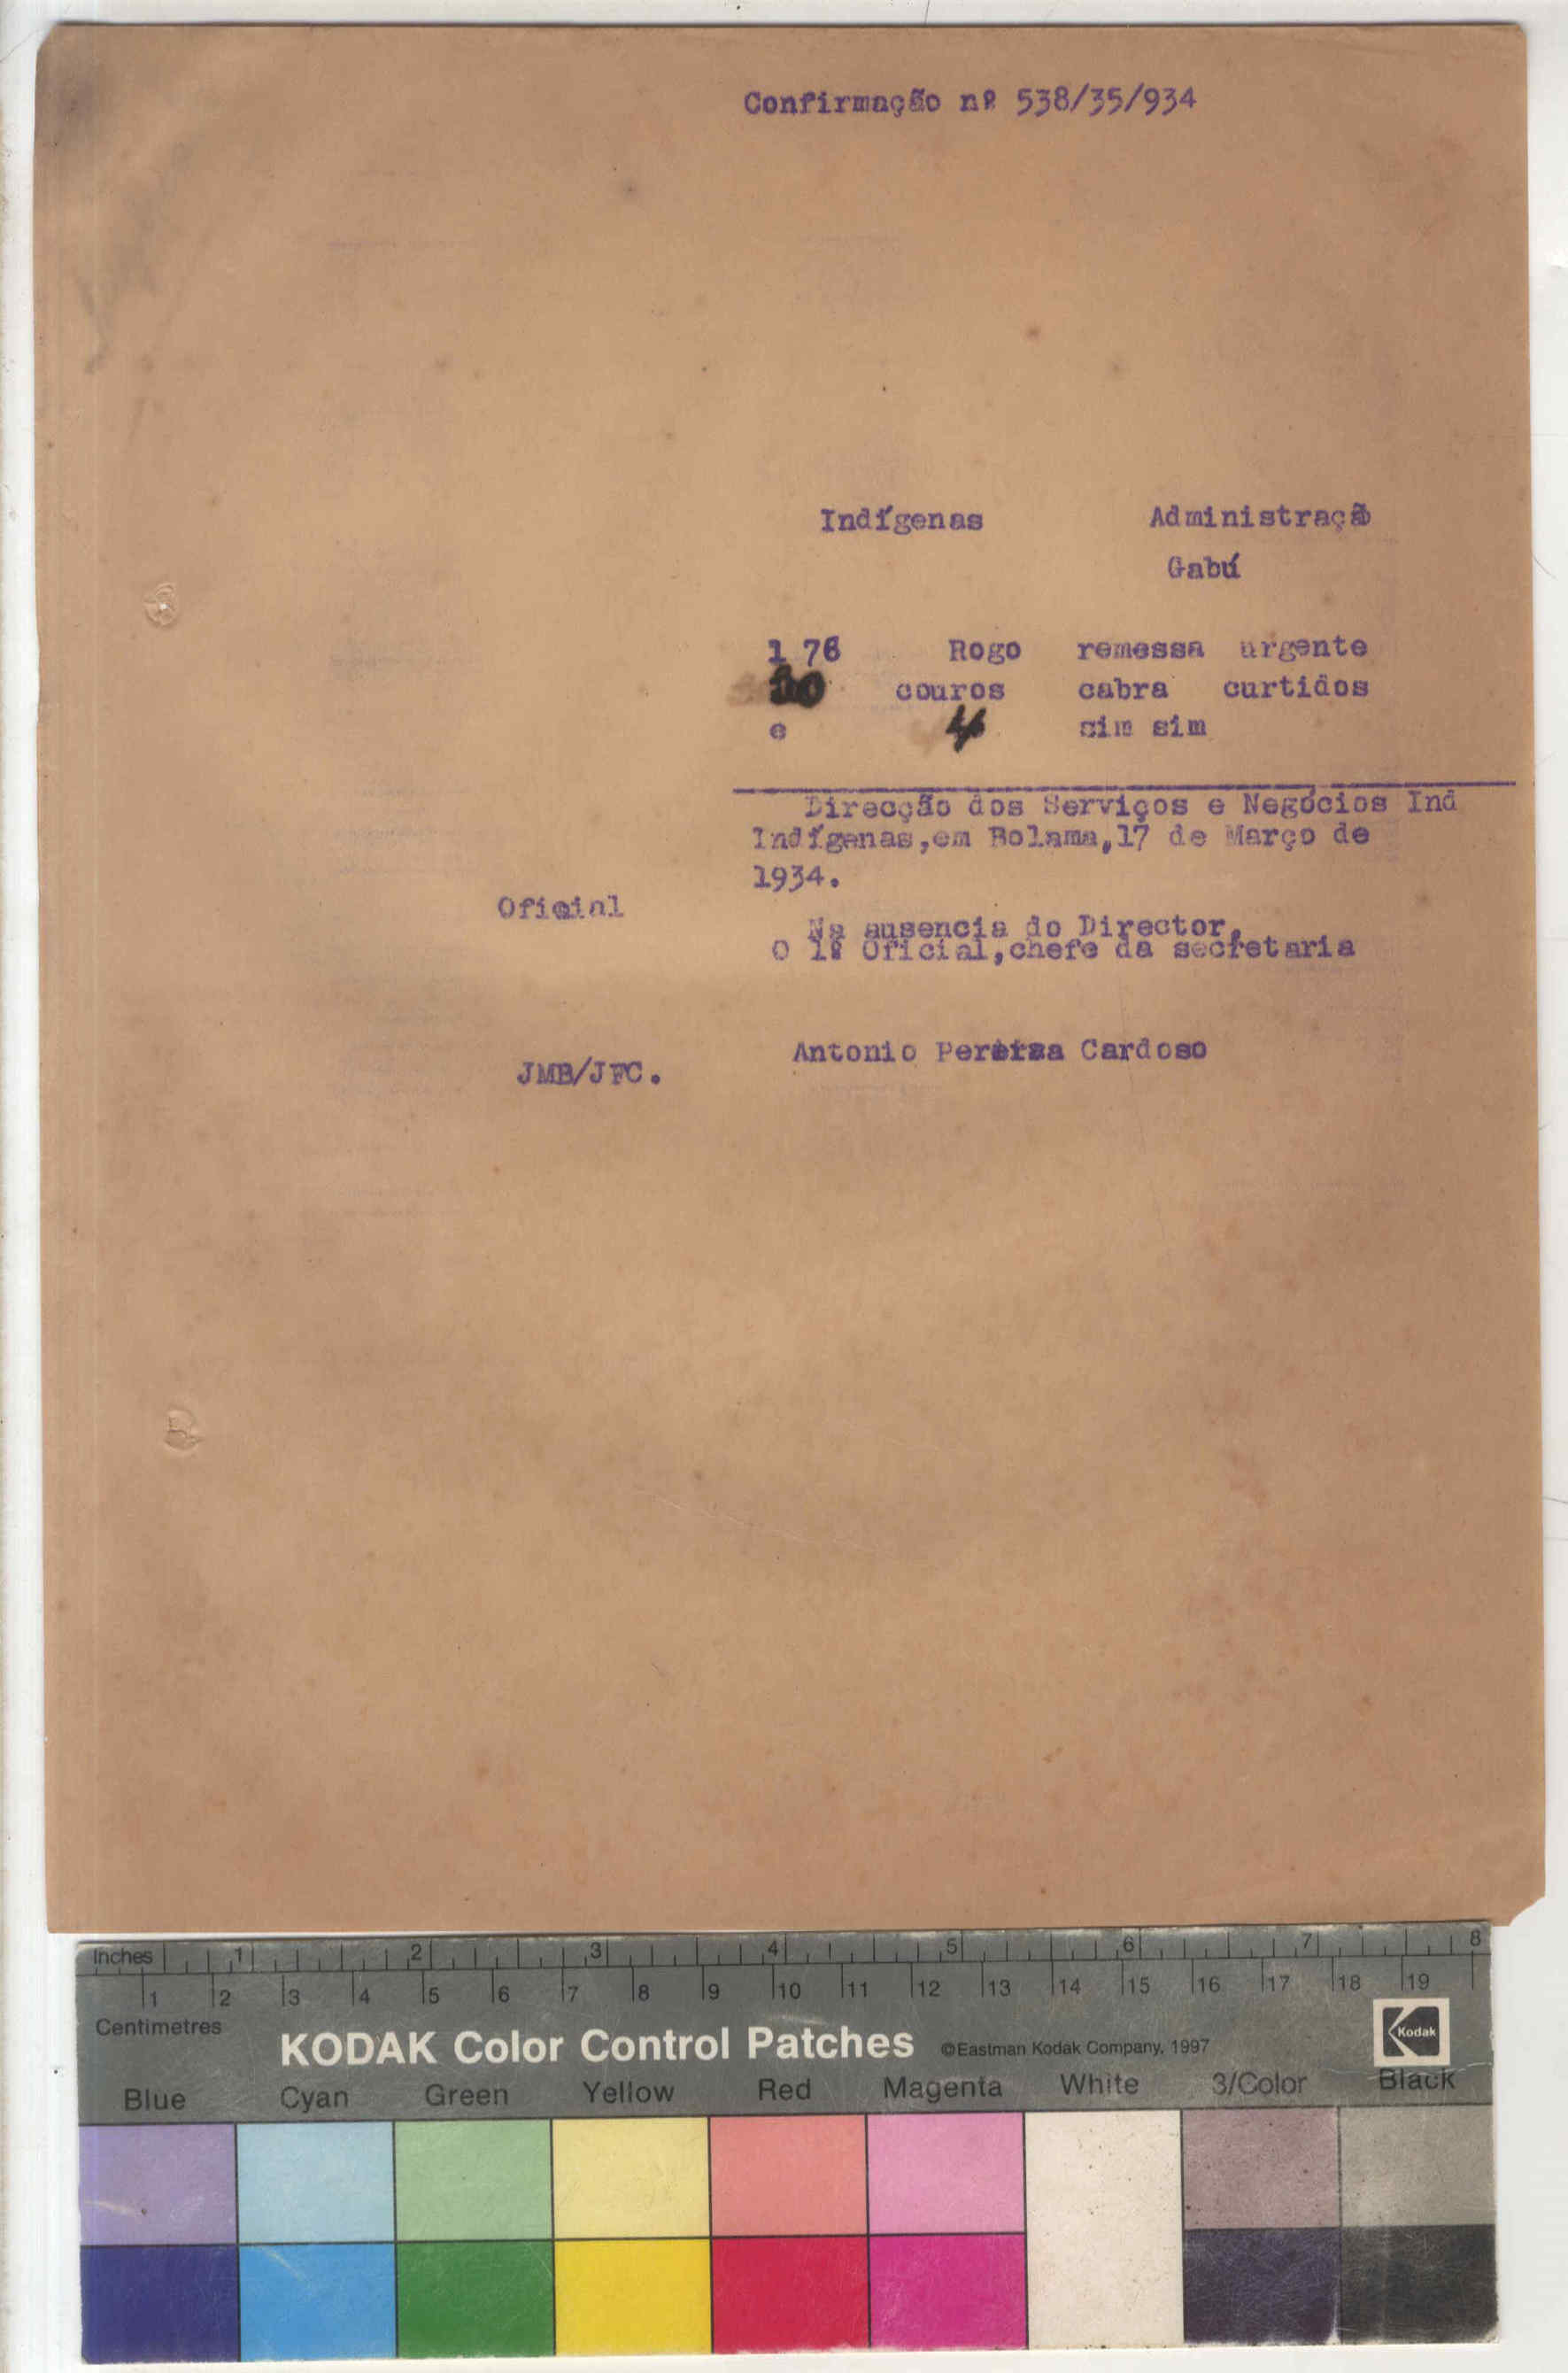 Confirmação nº 538/35/934
Indígenas Administração
Gabú
1 76 Rogo remessa urgente
couros cabra curtidos
e 4 sim sim
Direcção dos Serviços e Negócios Ind
Indígenas,em Bolama,17 de Março de
1934.
Oficial
Na ausencia do Director,
O 1º Oficial,chefe da secretaria
Antonio Pereira Cardoso
JMB/JFC.
Inches 1 2 3 4 5 6 7 8
1 2 3 4 5 6 7 8 9 10 11 12 13 14 15 16 17 18 19
Centimetres
KODAK Color Control Patches ©Eastman Kodak Company, 1997 Kodak
Blue Cyan Green Yellow Red Magenta White 3/Color Black